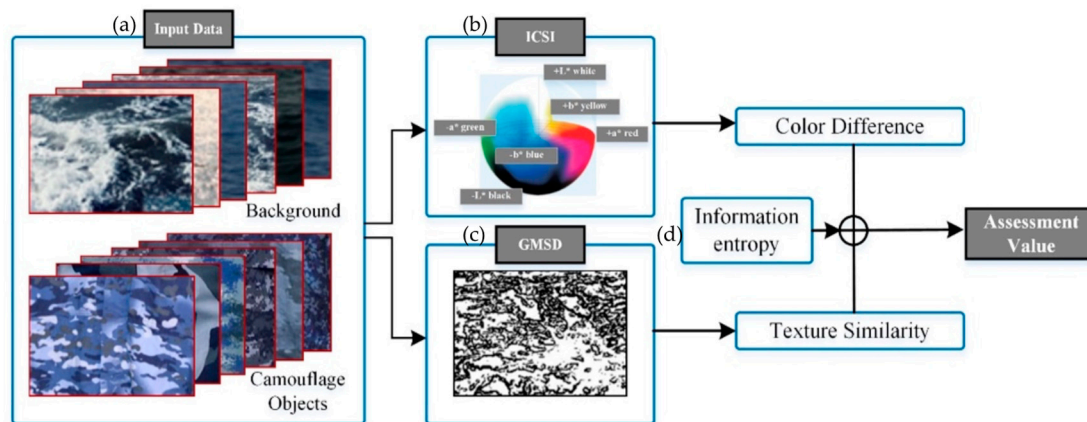 (a)
Input Data
Background
Camouflage
Objects
(b)
ICSI
+L* white
+b* yellow
-a* green
+a* red
-b* blue
-L* black
(c)
GMSD
Color Difference
(d)
Information
entropy
Assessment
Value
Texture Similarity